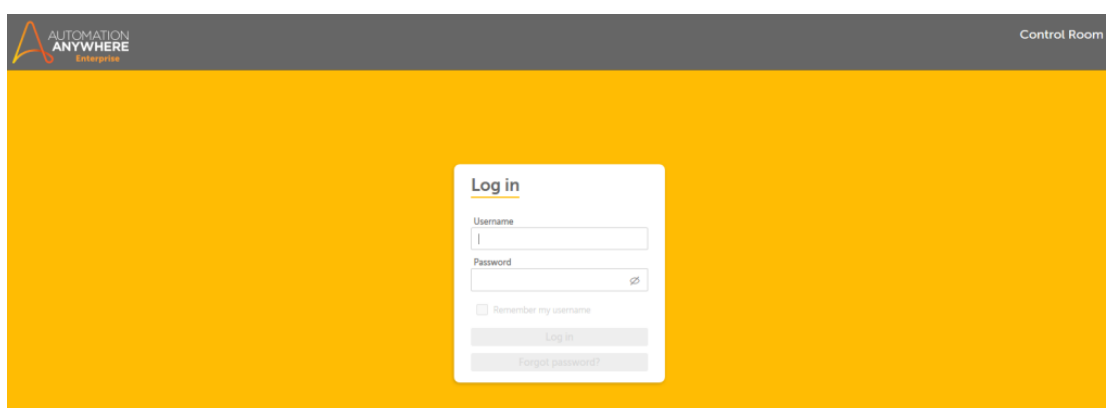 AUTOMATION
ANYWHERE
Enterprise
Control Room
Log in
Username
Password
Remember my username
Log in
Forgot password?